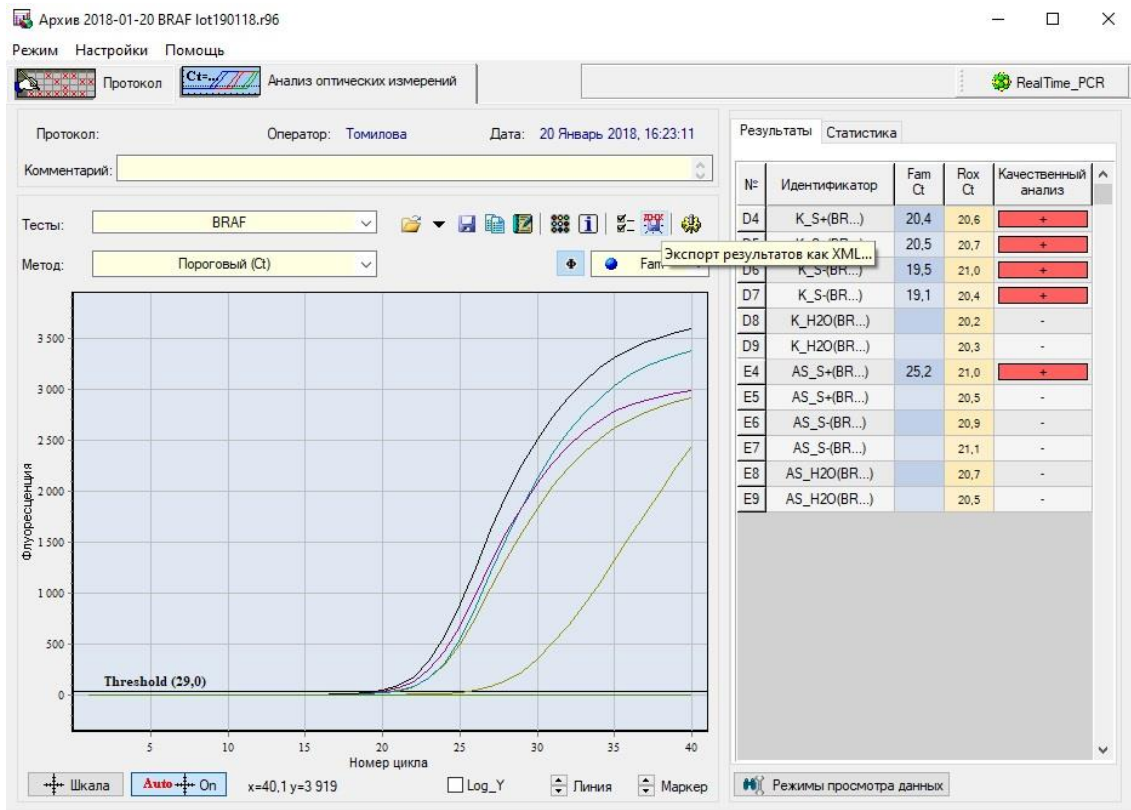 Архив 2018-01-20 BRAF lot190118.r96
Режим Настройки Помощь
Протокол Ct=... Анализ оптических измерений RealTime_PCR
Протокол: Оператор: Томилова Дата: 20 Январь 2018, 16:23:11
Комментарий:
Тесты: BRAF
Метод: Пороговый (Ct) Ф Fam
Экспорт результатов как XML...
Флуоресценция
3 500
3 000
2 500
2 000
1 500
1 000
500
0
Threshold (29,0)
5 10 15 20 25 30 35 40
Номер цикла
Шкала Auto On x=40,1 y=3 919 Log_Y Линия Маркер
Результаты Статистика
№ Идентификатор Fam Ct Rox Ct Качественный анализ
D4 K_S+(BR...) 20,4 20,6 +
20,5 20,7 +
D6 K_S-(BR...) 19,5 21,0 +
D7 K_S-(BR...) 19,1 20,4 +
D8 K_H2O(BR...) 20,2 -
D9 K_H2O(BR...) 20,3 -
E4 AS_S+(BR...) 25,2 21,0 +
E5 AS_S+(BR...) 20,5 -
E6 AS_S-(BR...) 20,9 -
E7 AS_S-(BR...) 21,1 -
E8 AS_H2O(BR...) 20,7 -
E9 AS_H2O(BR...) 20,5 -
Режимы просмотра данных